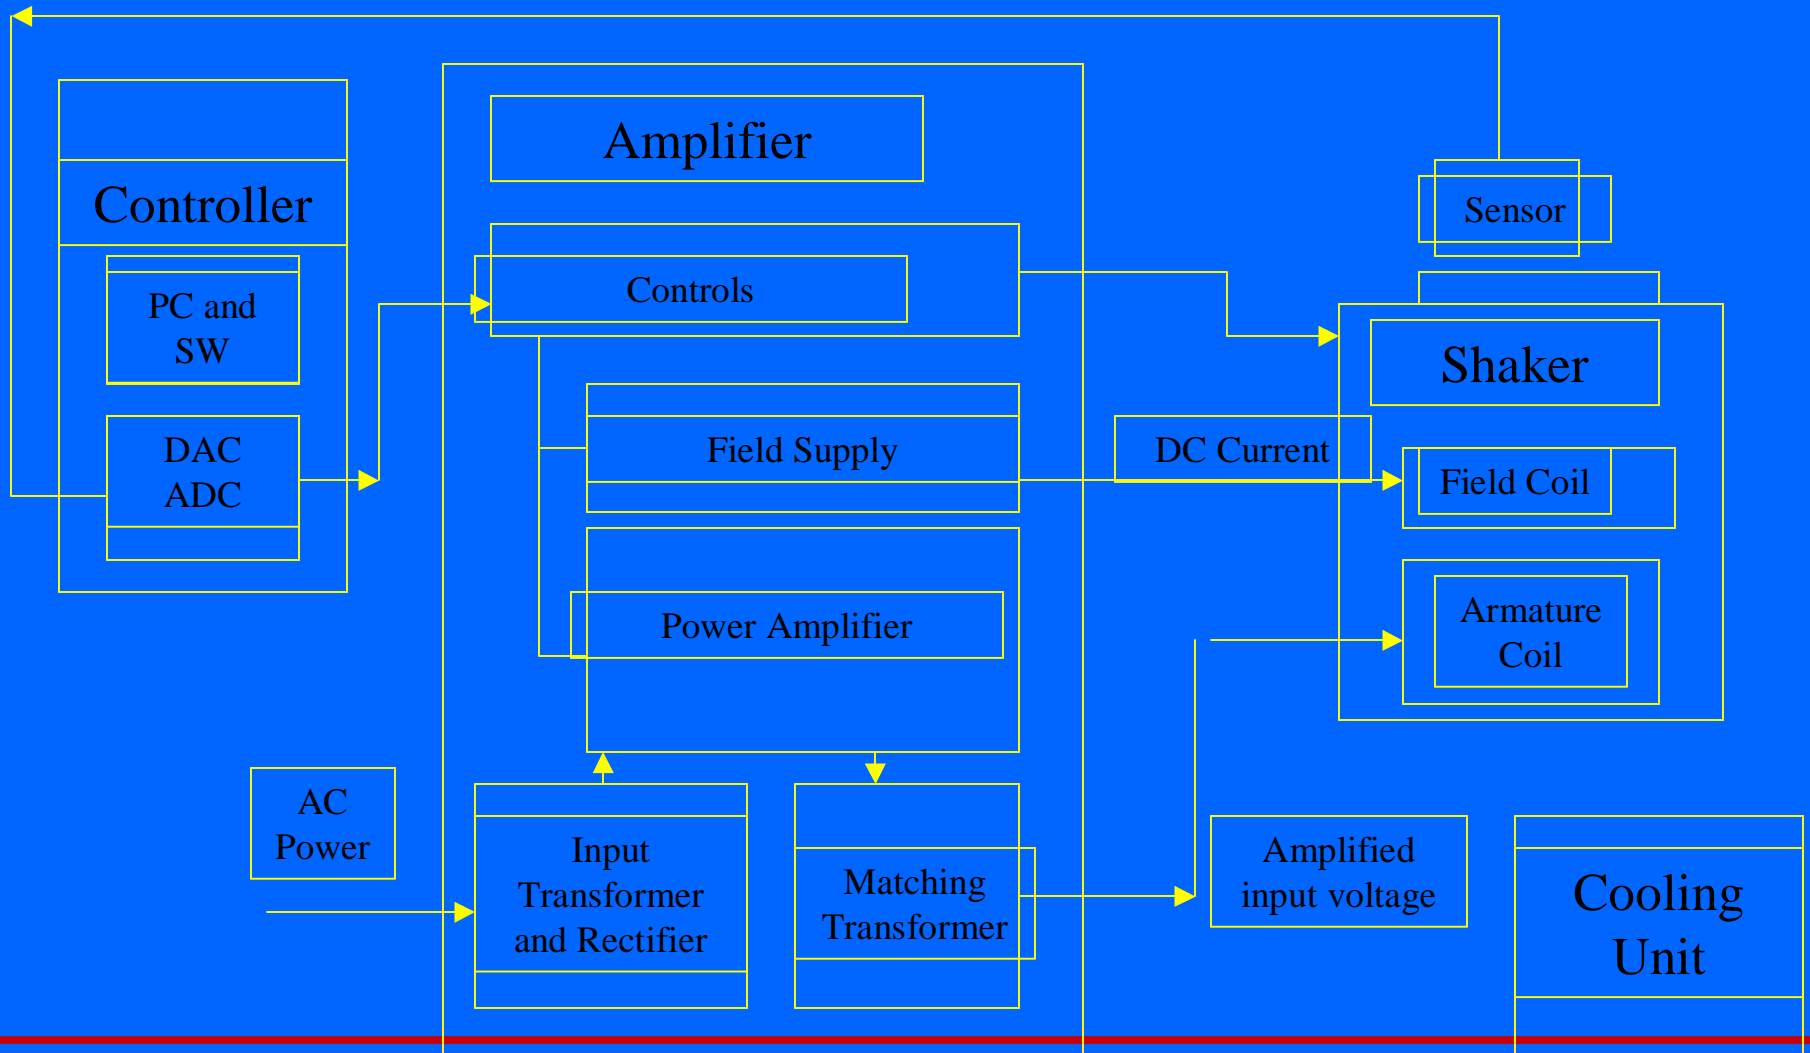 Amplifier
Controller
Sensor
Controls
PC and
SW
Shaker
DAC
ADC
Field Supply
DC Current
Field Coil
Power Amplifier
Armature
Coil
AC
Power
Input
Transformer
and Rectifier
Matching
Transformer
Amplified
input voltage
Cooling
Unit